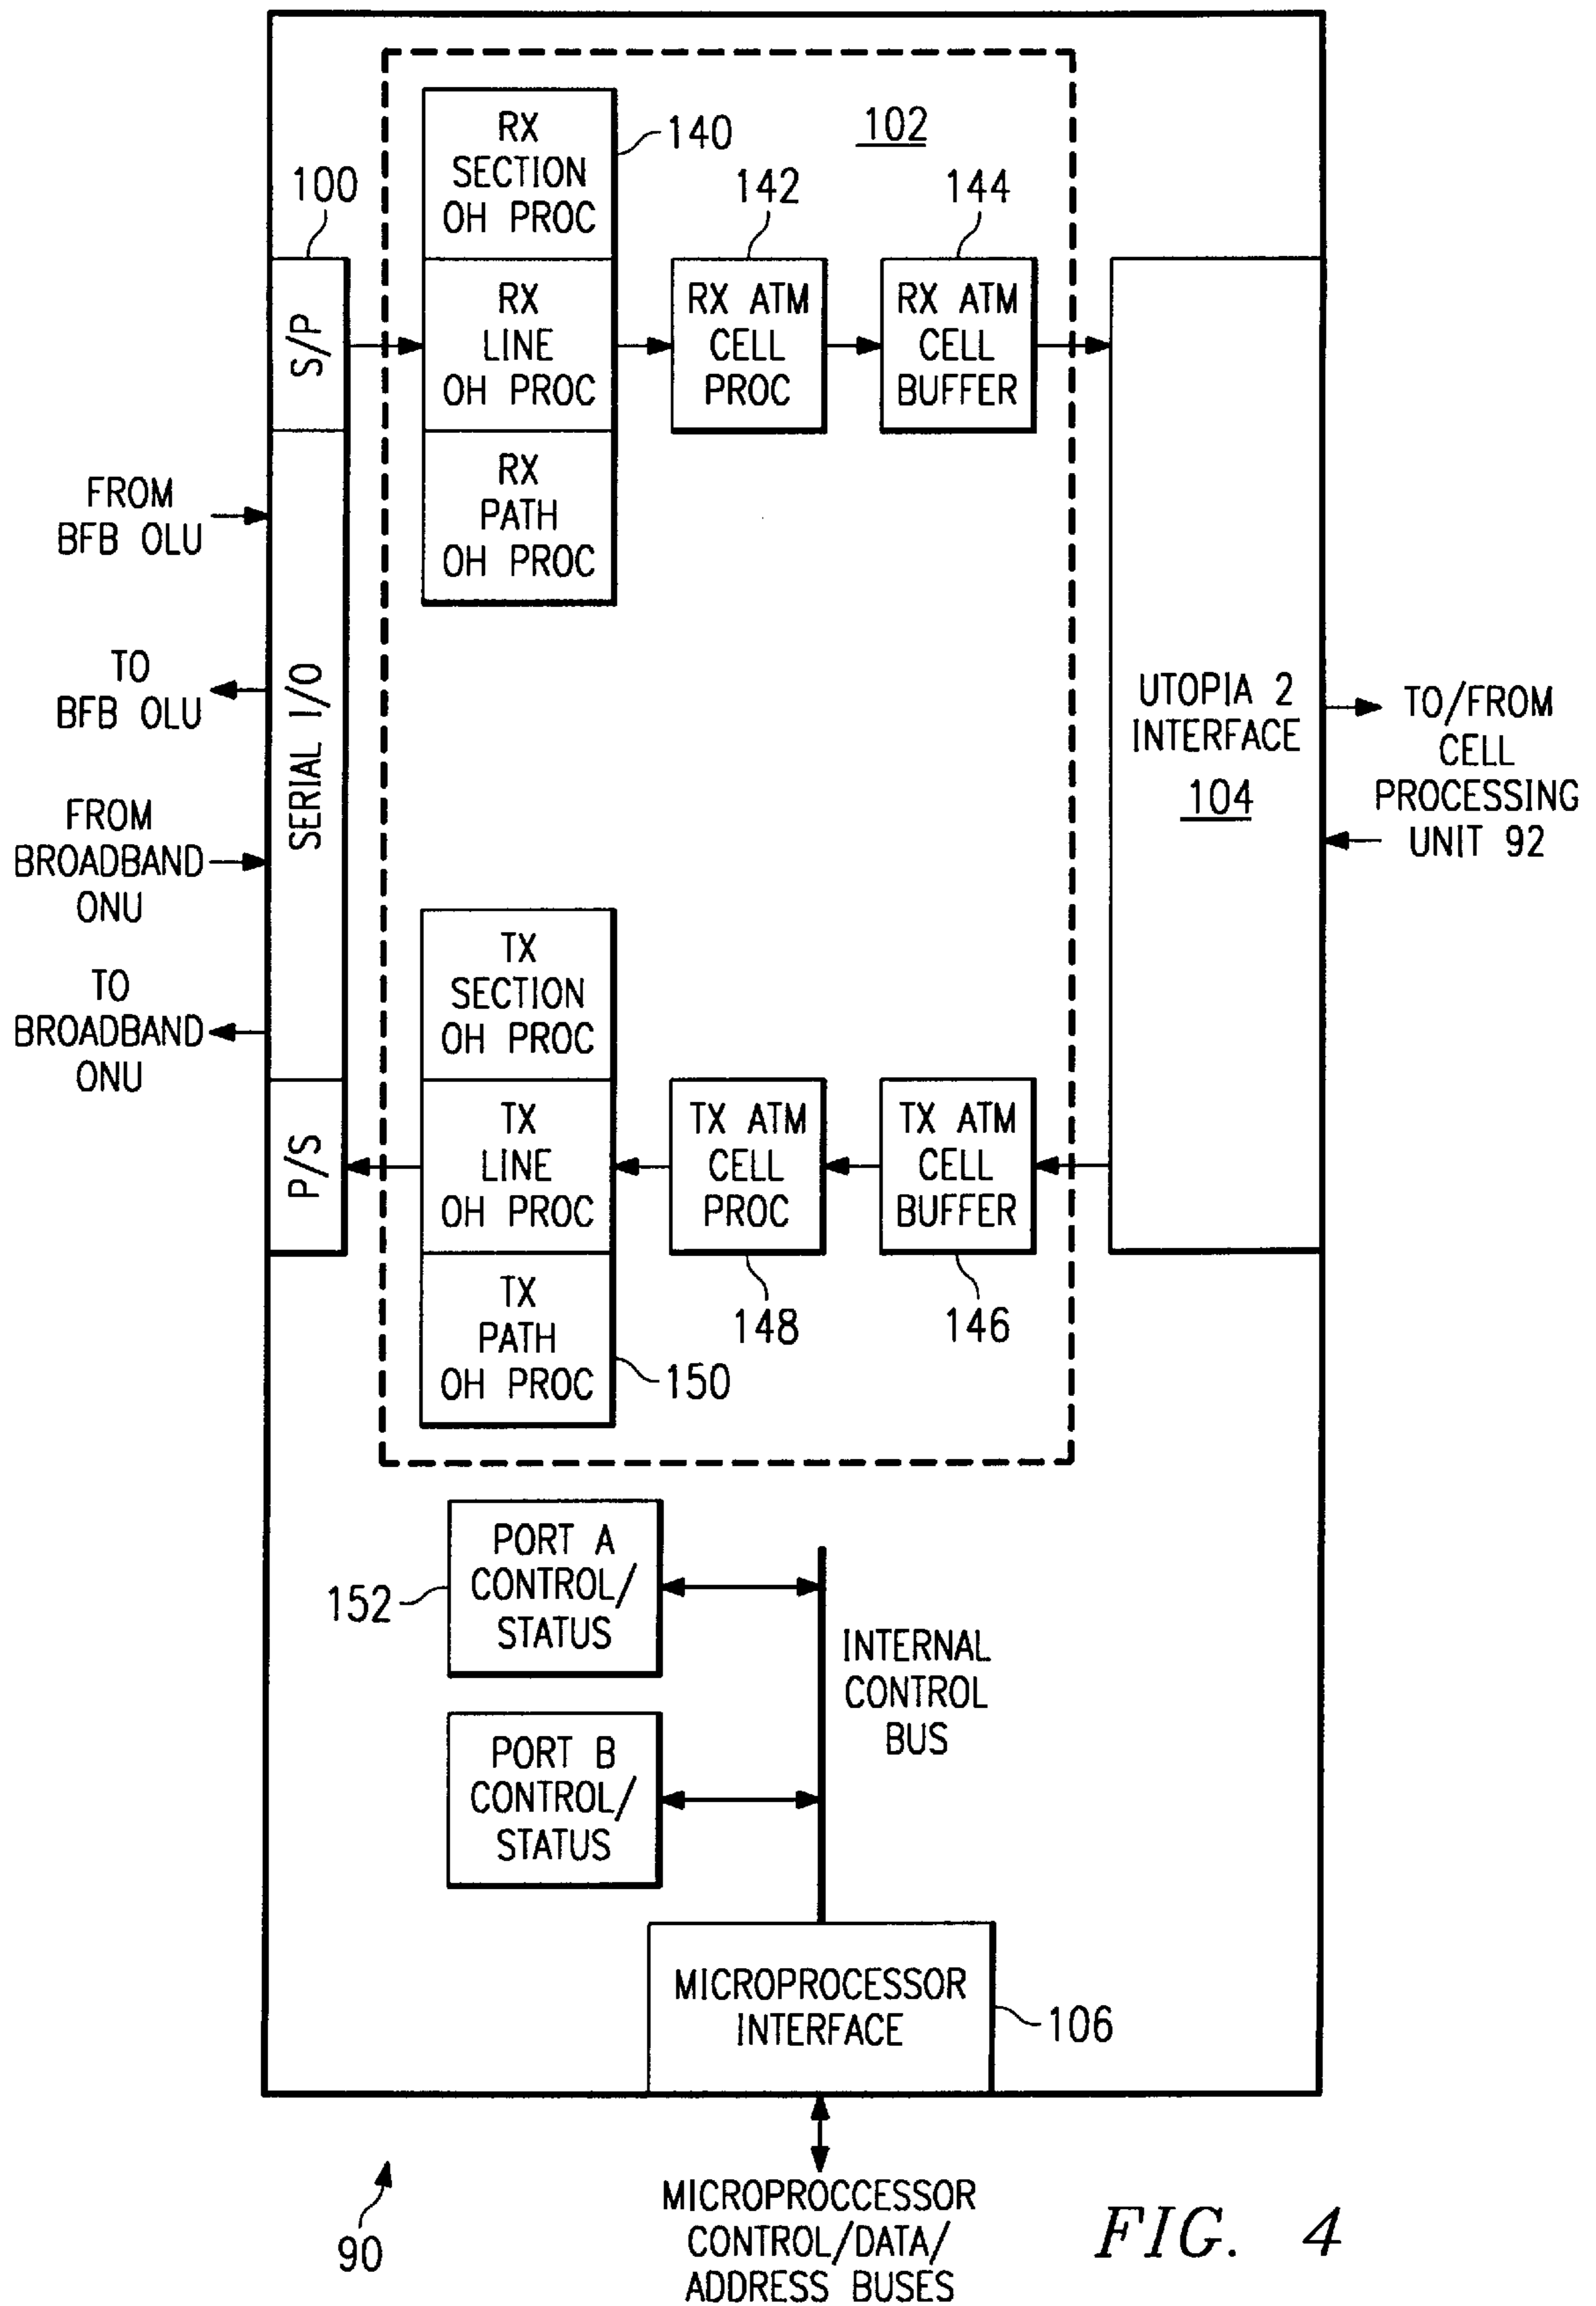 RX
SECTION
OH PROC
140
102
100
142
144
S/P
RX
LINE
OH PROC
RX ATM
CELL
PROC
RX ATM
CELL
BUFFER
RX
PATH
OH PROC
FROM
BFB OLU
TO
BFB OLU
SERIAL I/O
FROM
BROADBAND
ONU
TO
BROADBAND
ONU
UTOPIA 2
INTERFACE
104
TO/FROM
CELL
PROCESSING
UNIT 92
TX
SECTION
OH PROC
P/S
TX
LINE
OH PROC
TX ATM
CELL
PROC
TX ATM
CELL
BUFFER
148
146
TX
PATH
OH PROC
150
PORT A
CONTROL/
STATUS
152
INTERNAL
CONTROL
BUS
PORT B
CONTROL/
STATUS
MICROPROCESSOR
INTERFACE
106
90
MICROPROCCESSOR
CONTROL/DATA/
ADDRESS BUSES
FIG. 4